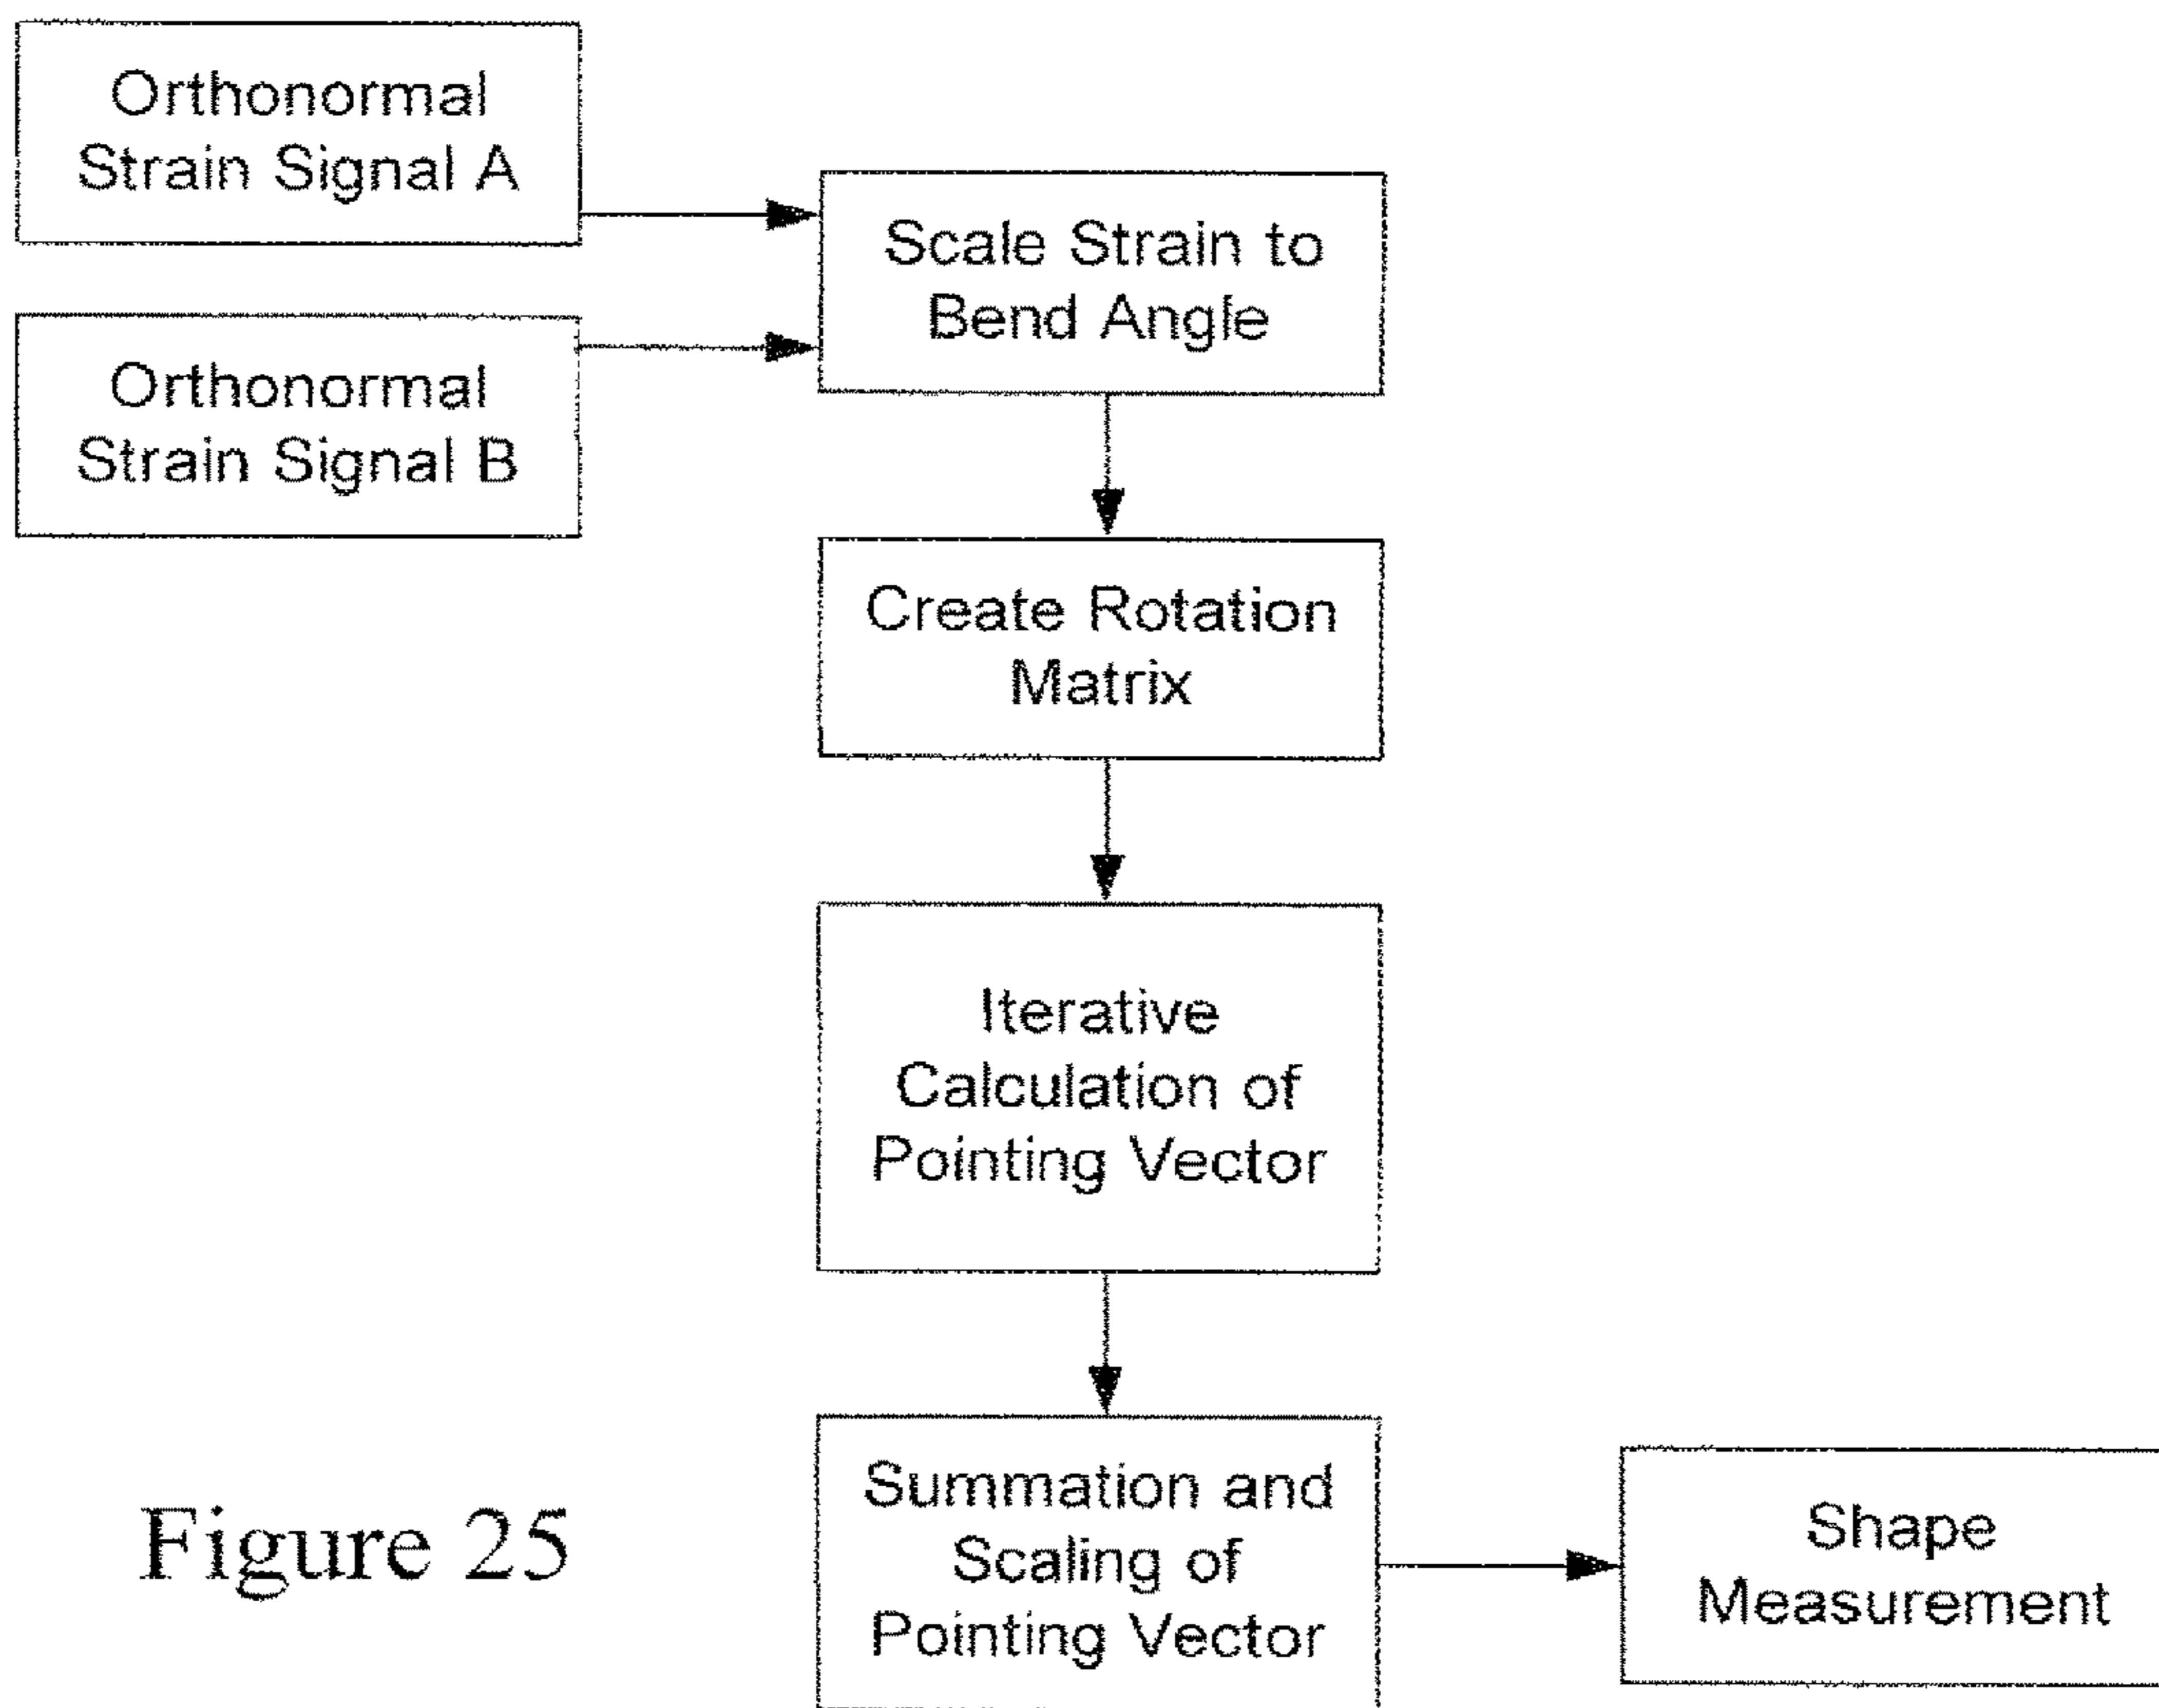 Orthonormal
Strain Signal A
Orthonormal
Strain Signal B
Scale Strain to
Bend Angle
Create Rotation
Matrix
Iterative
Calculation of
Pointing Vector
Summation and
Scaling of
Pointing Vector
Shape
Measurement
Figure 25